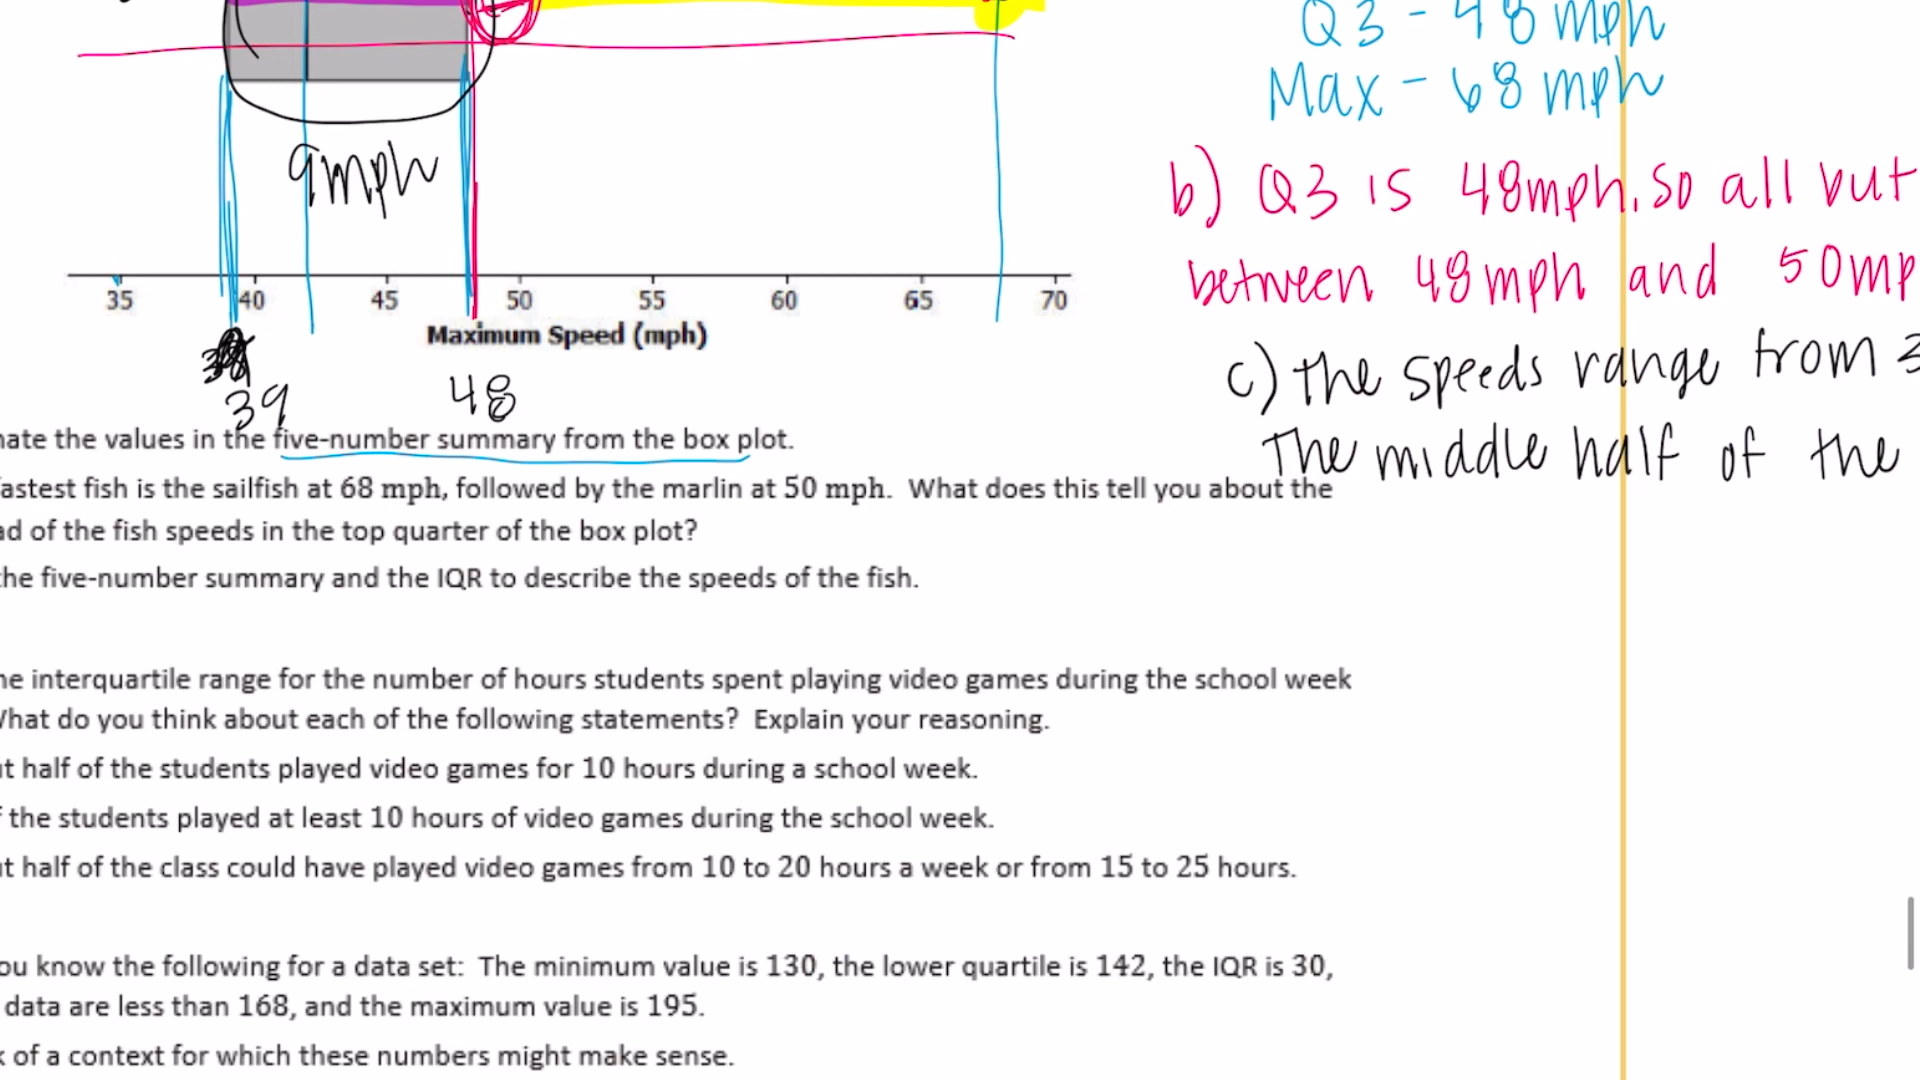 Q3 - 48 mph
Max - 68 mph
9mph
b) Q3 is 48mph. so all but
between 48mph and 50mp
35 40 45 50 55 60 65 70
Maximum Speed (mph)
39 48
c) the speeds range from 3
The middle half of the
nate the values in the five-number summary from the box plot.
astest fish is the sailfish at 68 mph, followed by the marlin at 50 mph. What does this tell you about the
ad of the fish speeds in the top quarter of the box plot?
the five-number summary and the IQR to describe the speeds of the fish.
he interquartile range for the number of hours students spent playing video games during the school week
What do you think about each of the following statements? Explain your reasoning.
ut half of the students played video games for 10 hours during a school week.
f the students played at least 10 hours of video games during the school week.
ut half of the class could have played video games from 10 to 20 hours a week or from 15 to 25 hours.
ou know the following for a data set: The minimum value is 130, the lower quartile is 142, the IQR is 30,
data are less than 168, and the maximum value is 195.
k of a context for which these numbers might make sense.